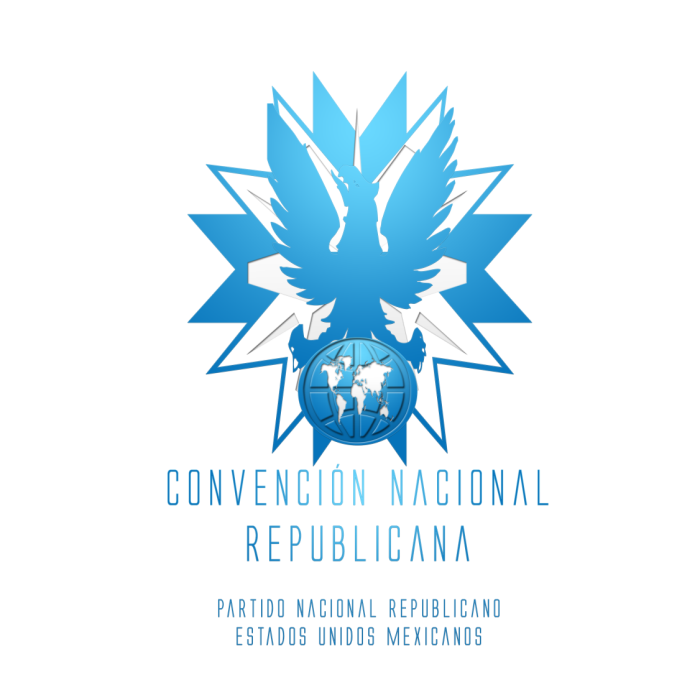 CONVENCIÓN NACIONAL
REPUBLICANA
PARTIDO NACIONAL REPUBLICANO
ESTADOS UNIDOS MEXICANOS